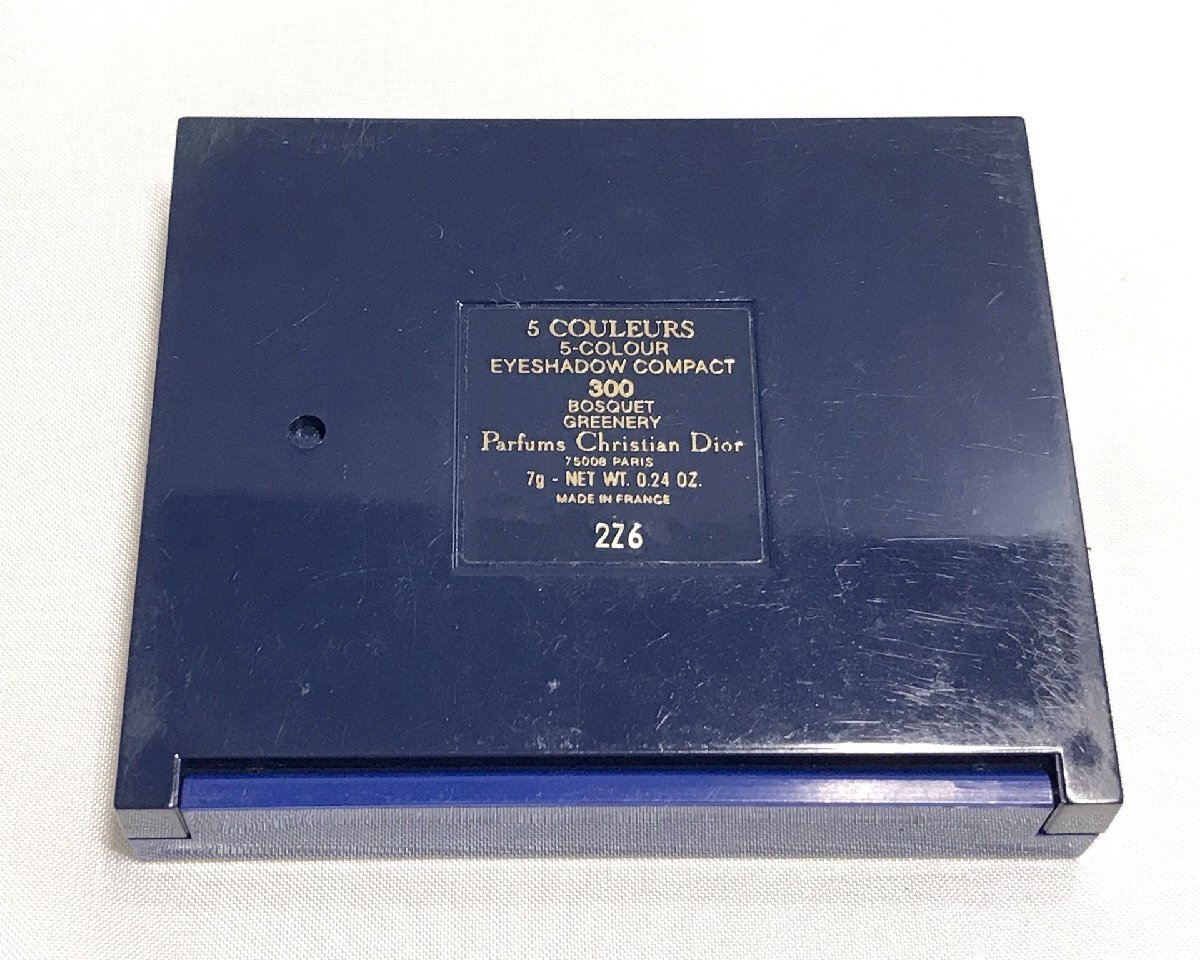 5 COULEURS
5-COLOUR
EYESHADOW COMPACT
300
BOSQUET
GREENERY
Parfums Christian Dior
75008 PARIS
7g - NET WT. 0.24 OZ.
MADE IN FRANCE
2Z6